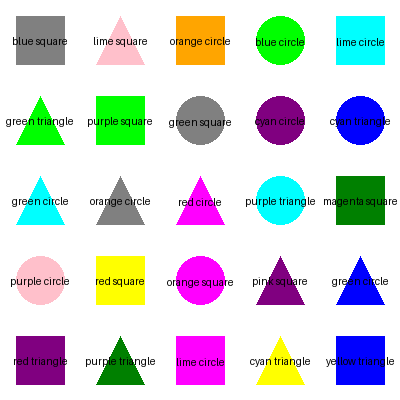 blue square lime square orange circle blue circle lime circle
green triangle purple square green square cyan circle cyan triangle
green circle orange circle red circle purple triangle magenta square
purple circle red square orange square pink square green circle
red triangle purple triangle lime circle cyan triangle yellow triangle